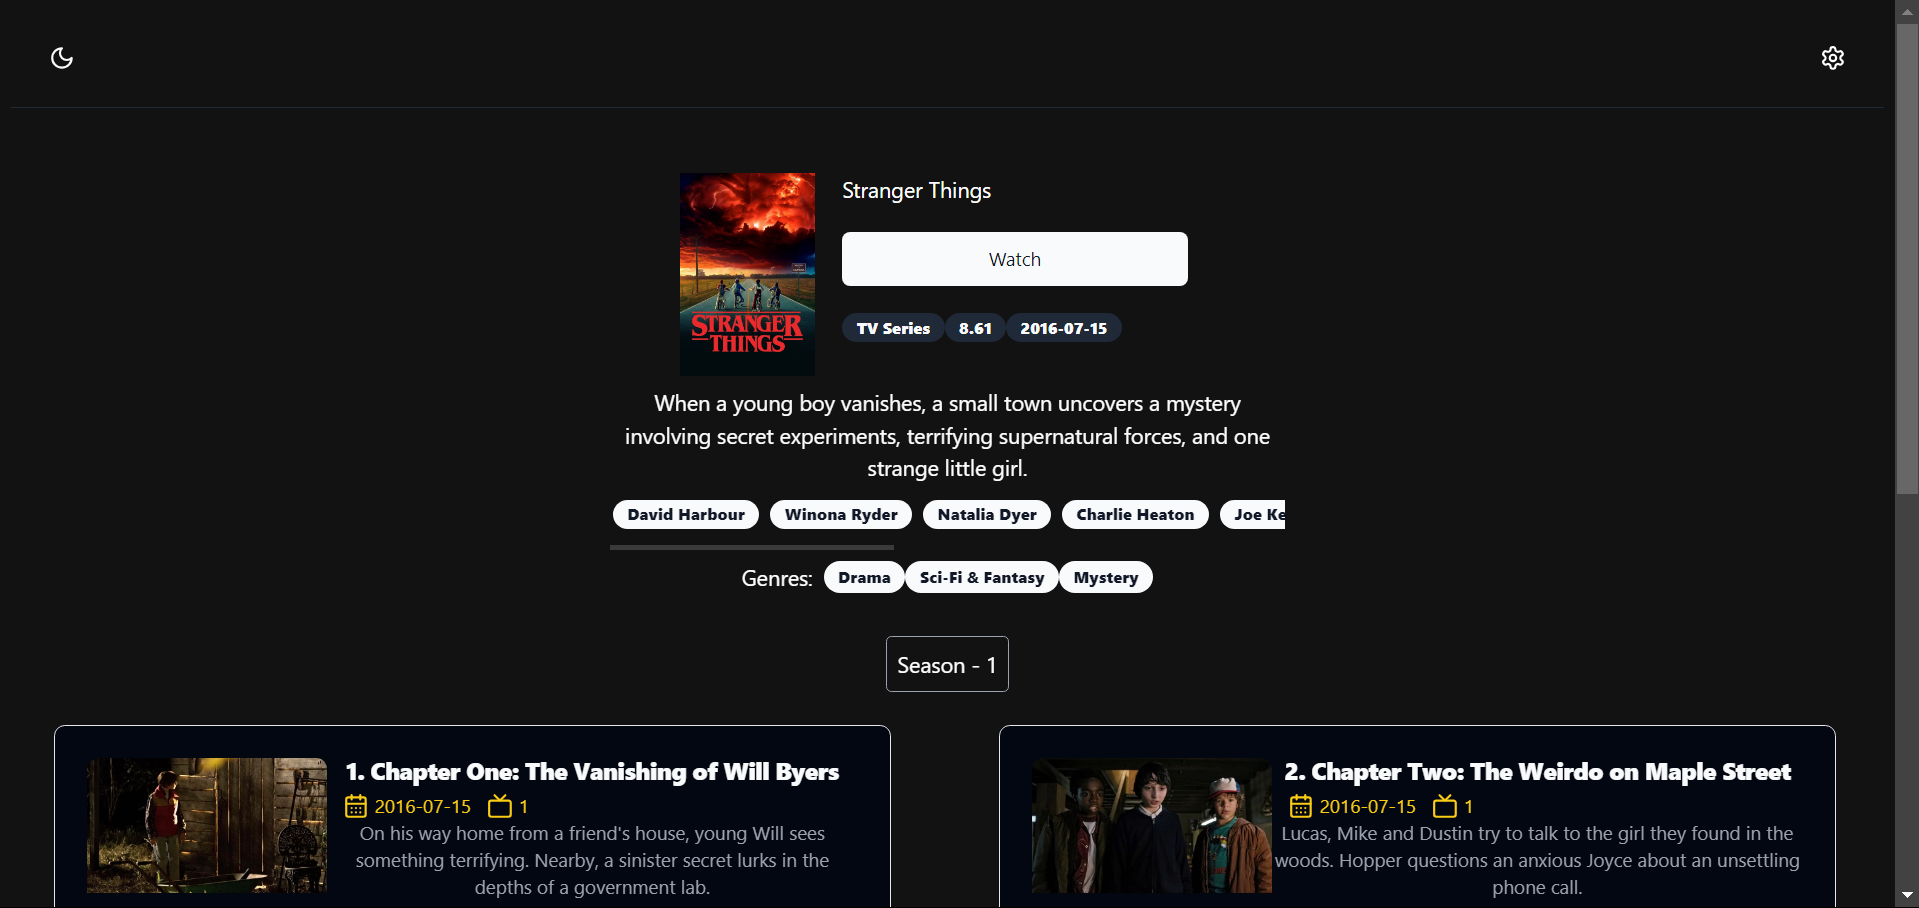 Stranger Things
Watch
TV Series 8.61 2016-07-15
STRANGER
THINGS
When a young boy vanishes, a small town uncovers a mystery
involving secret experiments, terrifying supernatural forces, and one
strange little girl.
David Harbour Winona Ryder Natalia Dyer Charlie Heaton Joe Ke
Genres: Drama Sci-Fi & Fantasy Mystery
Season - 1
1. Chapter One: The Vanishing of Will Byers
2016-07-15 1
On his way home from a friend's house, young Will sees
something terrifying. Nearby, a sinister secret lurks in the
depths of a government lab.
2. Chapter Two: The Weirdo on Maple Street
2016-07-15 1
Lucas, Mike and Dustin try to talk to the girl they found in the
woods. Hopper questions an anxious Joyce about an unsettling
phone call.